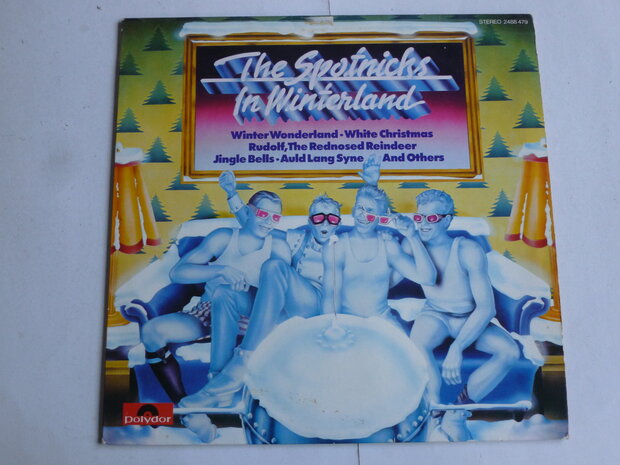 STEREO 2488 479
The Spotnicks
In Winterland
Winter Wonderland - White Christmas
Rudolf, The Rednosed Reindeer
Jingle Bells - Auld Lang Syne And Others
polydor